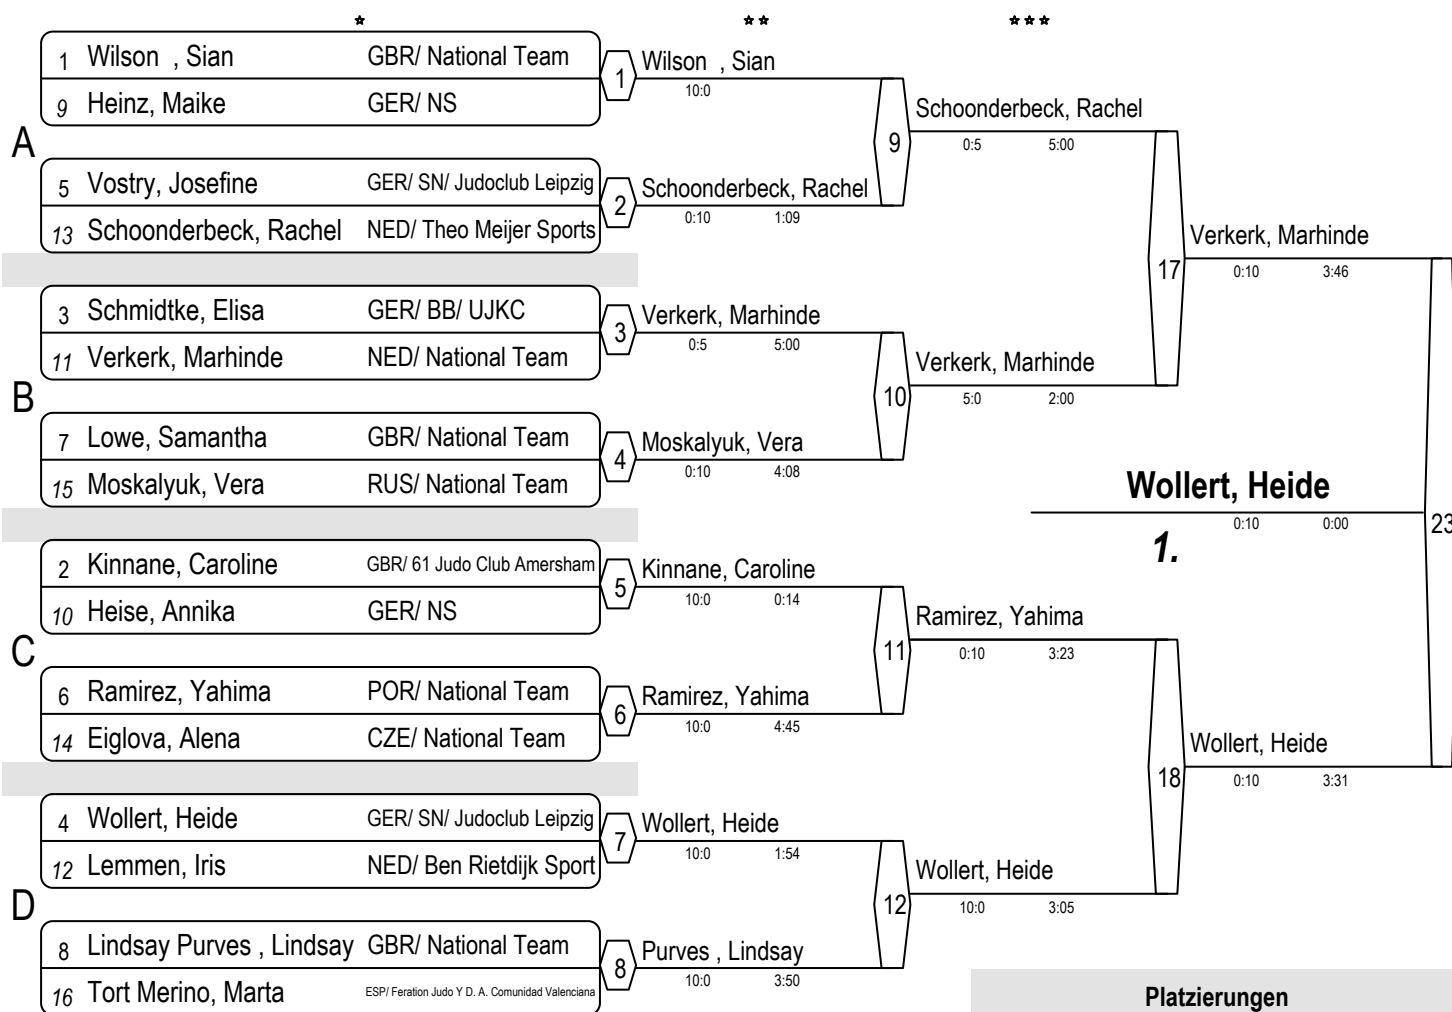 * ** ***
1 Wilson , Sian GBR/ National Team
9 Heinz, Maike GER/ NS
1 Wilson , Sian
10:0
A
5 Vostry, Josefine GER/ SN/ Judoclub Leipzig
13 Schoonderbeck, Rachel NED/ Theo Meijer Sports
2 Schoonderbeck, Rachel
0:10 1:09
9 Schoonderbeck, Rachel
0:5 5:00
3 Schmidtke, Elisa GER/ BB/ UJKC
11 Verkerk, Marhinde NED/ National Team
3 Verkerk, Marhinde
0:5 5:00
B
7 Lowe, Samantha GBR/ National Team
15 Moskalyuk, Vera RUS/ National Team
4 Moskalyuk, Vera
0:10 4:08
10 Verkerk, Marhinde
5:0 2:00
17 Verkerk, Marhinde
0:10 3:46
2 Kinnane, Caroline GBR/ 61 Judo Club Amersham
10 Heise, Annika GER/ NS
5 Kinnane, Caroline
10:0 0:14
C
6 Ramirez, Yahima POR/ National Team
14 Eiglova, Alena CZE/ National Team
6 Ramirez, Yahima
10:0 4:45
11 Ramirez, Yahima
0:10 3:23
4 Wollert, Heide GER/ SN/ Judoclub Leipzig
12 Lemmen, Iris NED/ Ben Rietdijk Sport
7 Wollert, Heide
10:0 1:54
D
8 Lindsay Purves , Lindsay GBR/ National Team
16 Tort Merino, Marta ESP/ Feration Judo Y D. A. Comunidad Valenciana
8 Purves , Lindsay
10:0 3:50
12 Wollert, Heide
10:0 3:05
18 Wollert, Heide
0:10 3:31
Wollert, Heide
0:10 0:00
1.
23
Platzierungen